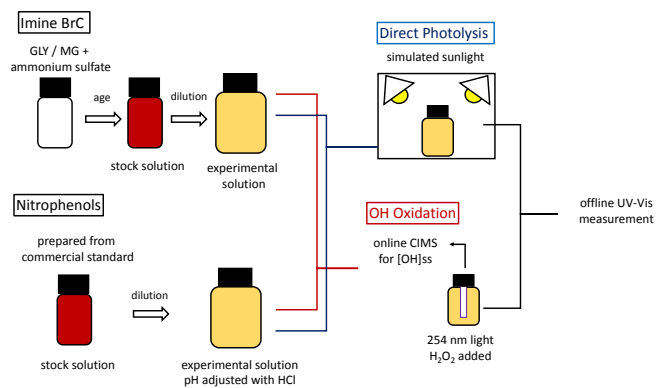 Imine BrC
GLY / MG +
ammonium sulfate
age
dilution
stock solution
experimental
solution
Nitrophenols
prepared from
commercial standard
dilution
stock solution
experimental solution
pH adjusted with HCl
Direct Photolysis
simulated sunlight
OH Oxidation
online CIMS
for [OH]ss
254 nm light
H₂O₂ added
offline UV-Vis
measurement